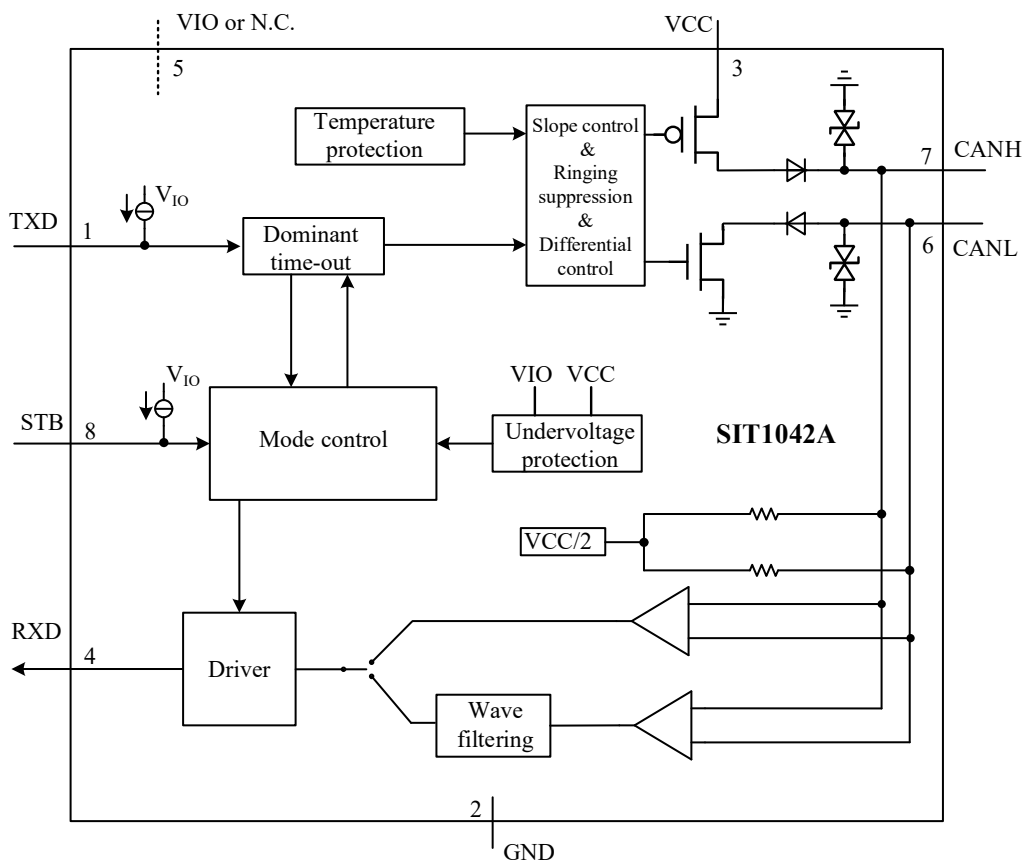 VIO or N.C.
VCC
5
3
Temperature
protection
Slope control
&
Ringing
suppression
&
Differential
control
7
CANH
VIO
TXD
1
Dominant
time-out
6
CANL
VIO
VIO
VCC
STB
8
Mode control
Undervoltage
protection
SIT1042A
VCC/2
RXD
4
Driver
Wave
filtering
2
GND